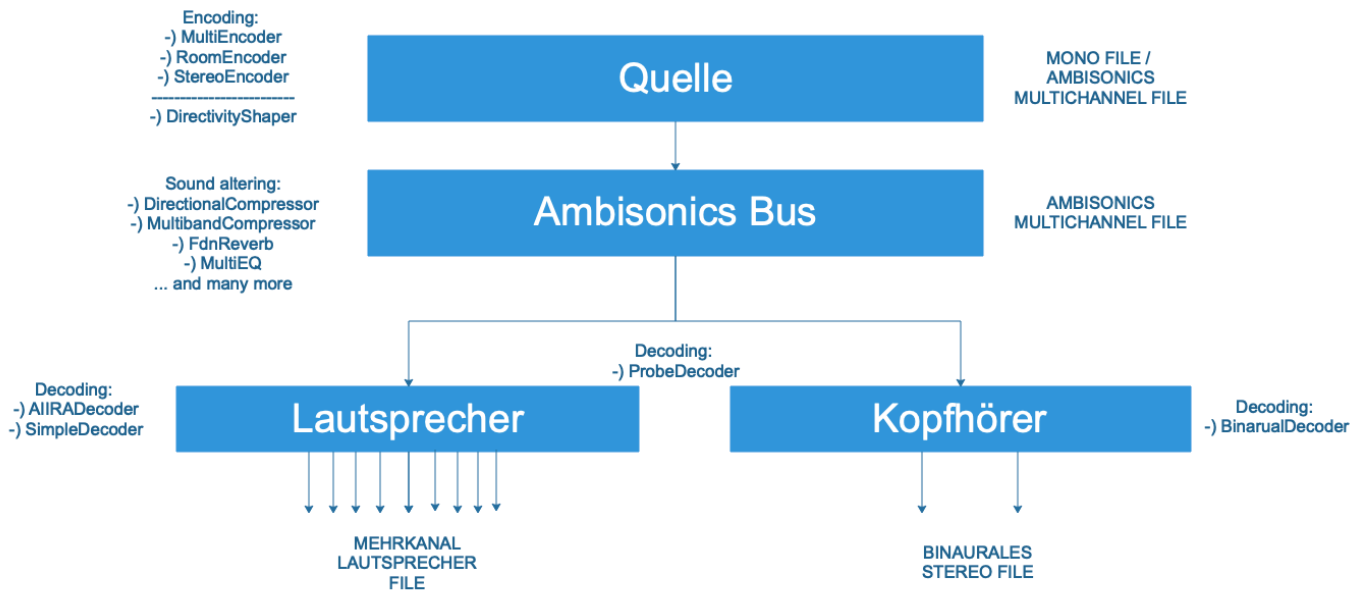 Encoding:
-) MultiEncoder
-) RoomEncoder
-) StereoEncoder
-------------------------
-) DirectivityShaper
Quelle
MONO FILE /
AMBISONICS
MULTICHANNEL FILE
Sound altering:
-) DirectionalCompressor
-) MultibandCompressor
-) FdnReverb
-) MultiEQ
... and many more
Ambisonics Bus
AMBISONICS
MULTICHANNEL FILE
Decoding:
-) ProbeDecoder
Decoding:
-) AllRADecoder
-) SimpleDecoder
Lautsprecher
Kopfhörer
Decoding:
-) BinarualDecoder
MEHRKANAL
LAUTSPRECHER
FILE
BINAURALES
STEREO FILE